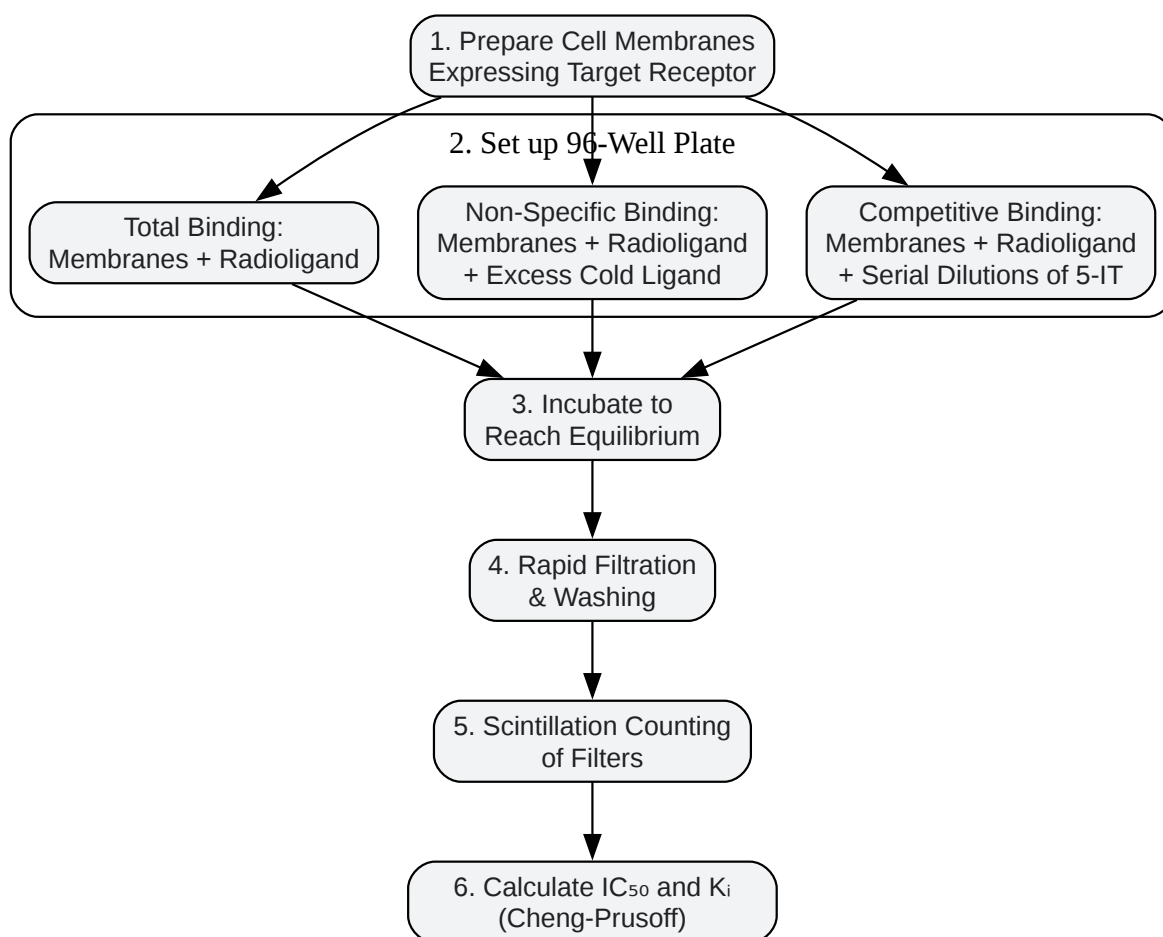 1. Prepare Cell Membranes
Expressing Target Receptor
2. Set up 96-Well Plate
Total Binding:
Membranes + Radioligand
Non-Specific Binding:
Membranes + Radioligand
+ Excess Cold Ligand
Competitive Binding:
Membranes + Radioligand
+ Serial Dilutions of 5-IT
3. Incubate to
Reach Equilibrium
4. Rapid Filtration
& Washing
5. Scintillation Counting
of Filters
6. Calculate IC₅₀ and Kᵢ
(Cheng-Prusoff)